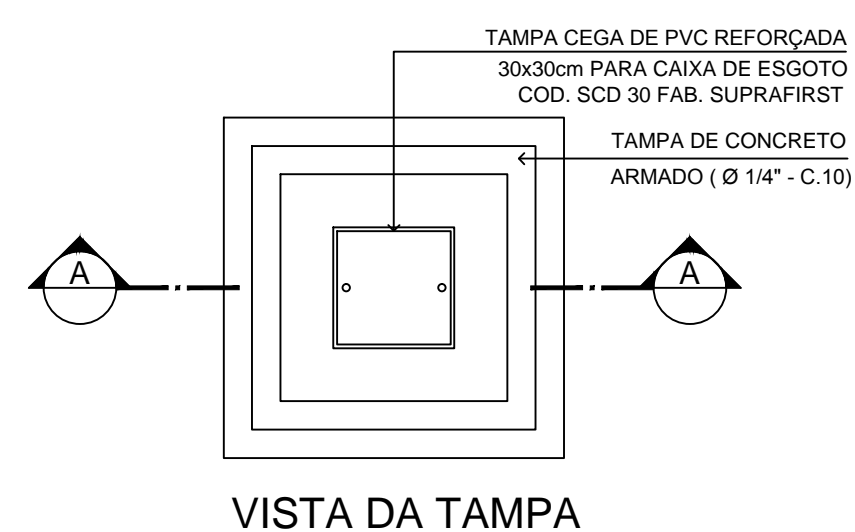 TAMPA CEGA DE PVC REFORÇADA
30x30cm PARA CAIXA DE ESGOTO
COD. SCD 30 FAB. SUPRAFIRST
TAMPA DE CONCRETO
ARMADO ( Ø 1/4" - C.10)
A
A
VISTA DA TAMPA